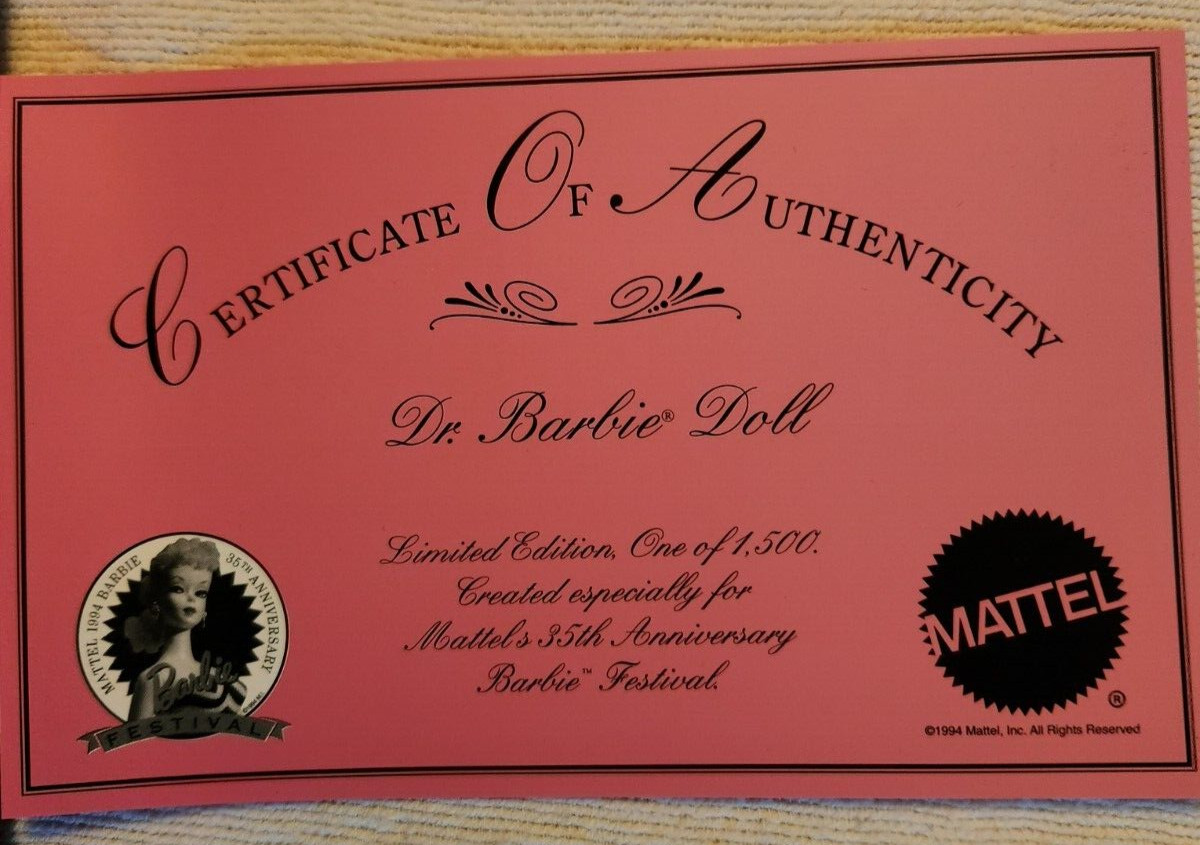 CERTIFICATE OF AUTHENTICITY
Dr. Barbie® Doll
Limited Edition, One of 1,500.
Created especially for
Mattel's 35th Anniversary
Barbie™ Festival.
MATTEL 1994 BARBIE 35TH ANNIVERSARY
Barbie
FESTIVAL
MATTEL
®
©1994 Mattel, Inc. All Rights Reserved